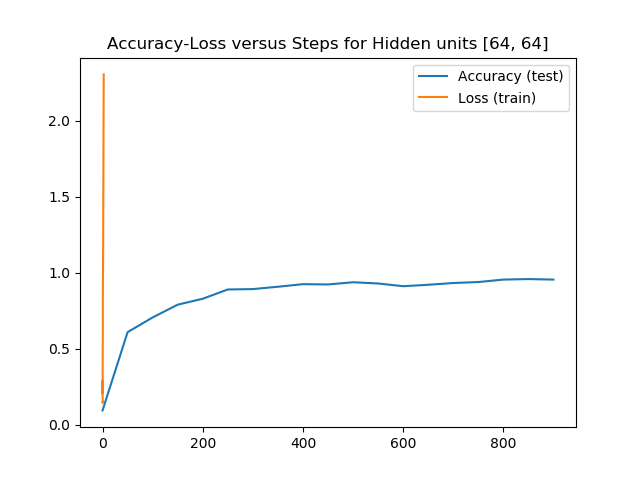 Accuracy-Loss versus Steps for Hidden units [64, 64]
Accuracy (test)
Loss (train)
2.0
1.5
1.0
0.5
0.0
0 200 400 600 800